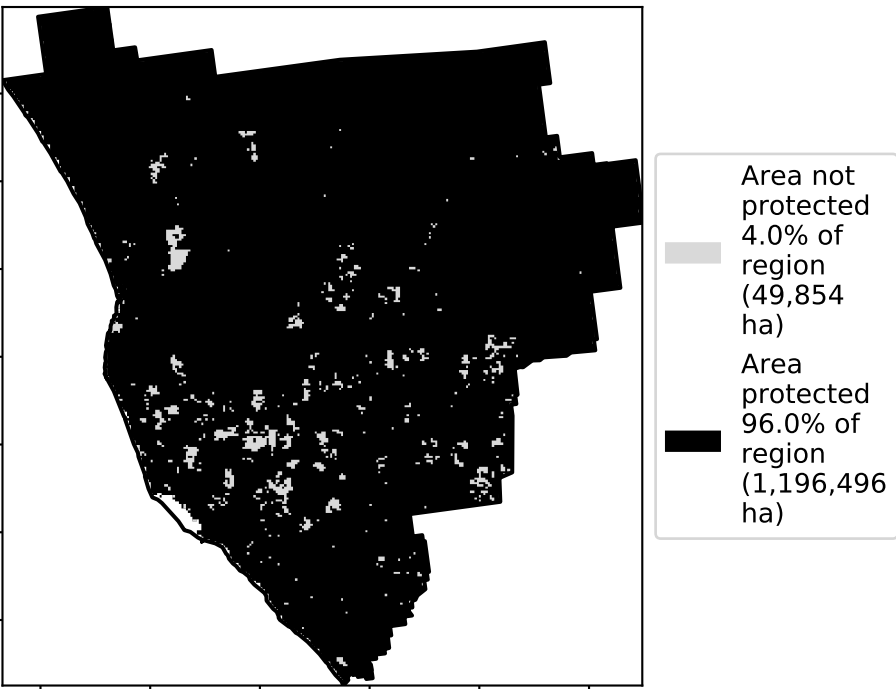 Area not
protected
4.0% of
region
(49,854
ha)
Area
protected
96.0% of
region
(1,196,496
ha)